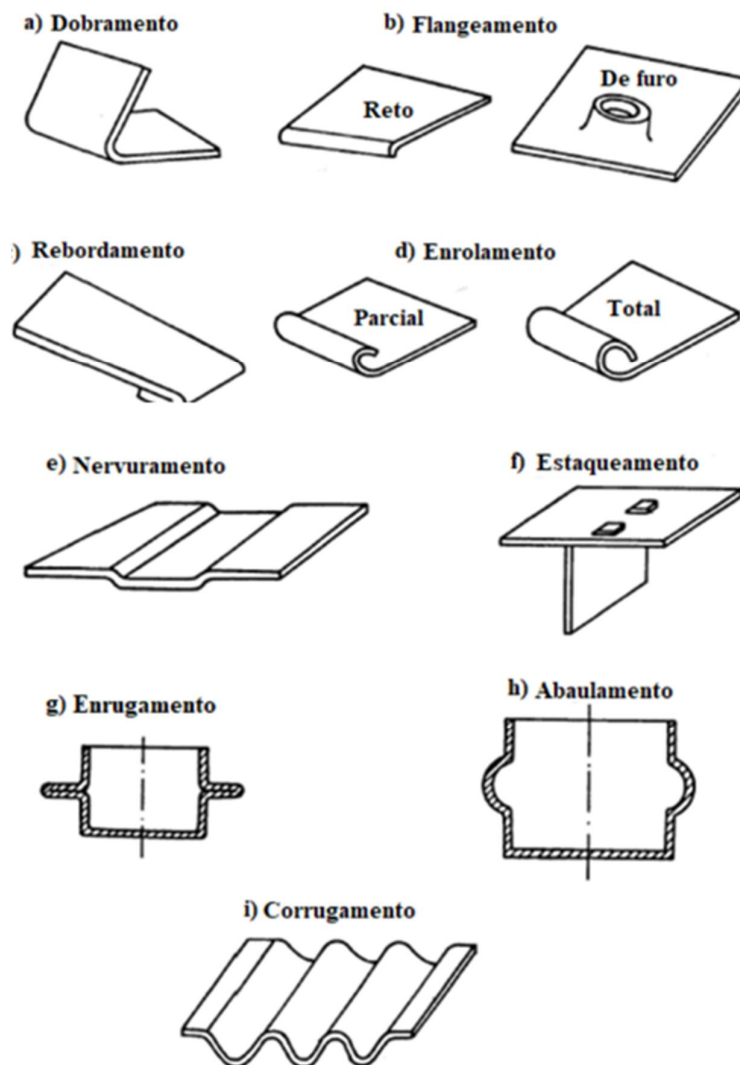 a) Dobramento
b) Flangeamento
Reto
De furo
) Rebordamento
d) Enrolamento
Parcial
Total
e) Nervuramento
f) Estaqueamento
g) Enrugamento
h) Abaulamento
i) Corrugamento